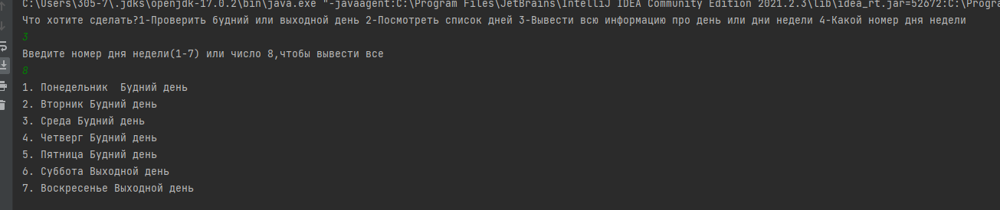 C:\Users\305-7\.jdks\openjdk-17.0.2\bin\java.exe "-javaagent:C:\Program Files\JetBrains\IntelliJ IDEA Community Edition 2021.2.3\lib\idea_rt.jar=52672:C:\Progra
Что хотите сделать?1-Проверить будний или выходной день 2-Посмотреть список дней 3-Вывести всю информацию про день или дни недели 4-Какой номер дня недели
3
Введите номер дня недели(1-7) или число 8,чтобы вывести все
8
1. Понедельник  Будний день
2. Вторник Будний день
3. Среда Будний день
4. Четверг Будний день
5. Пятница Будний день
6. Суббота Выходной день
7. Воскресенье Выходной день